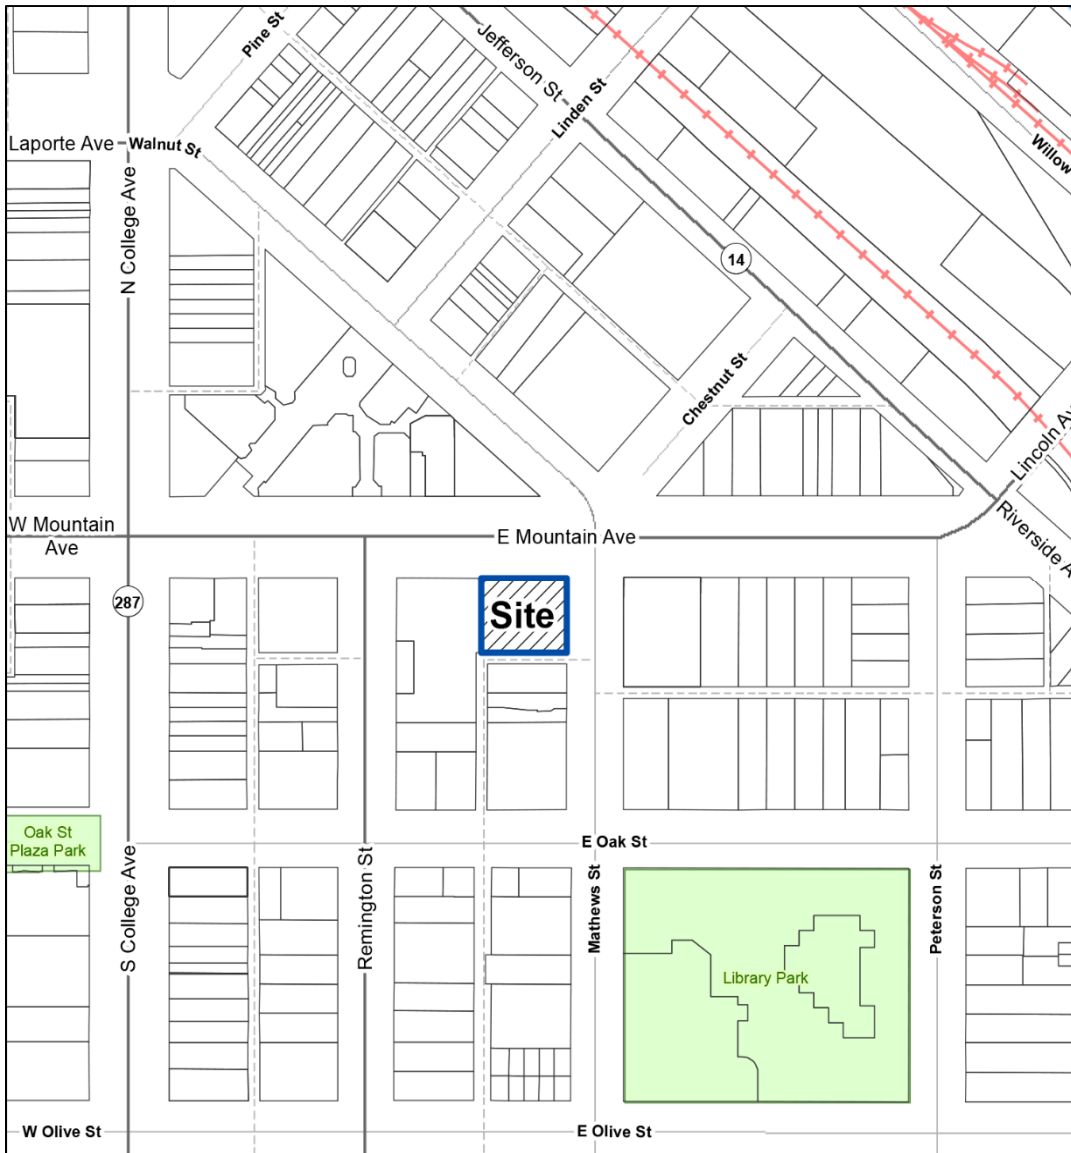 Pine St
Jefferson St
Linden St
Laporte Ave
Walnut St
Willow
N College Ave
14
Chestnut St
Lincoln Av
W Mountain
Ave
E Mountain Ave
Riverside A
287
Site
Oak St
Plaza Park
E Oak St
S College Ave
Remington St
Mathews St
Peterson St
Library Park
W Olive St
E Olive St